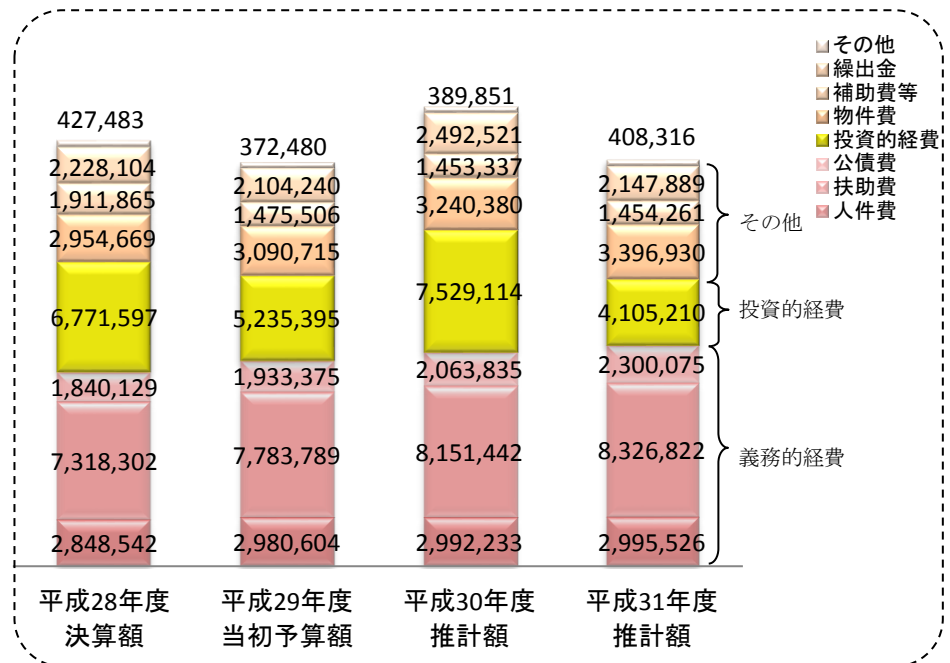 その他
繰出金
補助費等
物件費
投資的経費
公債費
扶助費
人件費
427,483
2,228,104
1,911,865
2,954,669
6,771,597
1,840,129
7,318,302
2,848,542
372,480
2,104,240
1,475,506
3,090,715
5,235,395
1,933,375
7,783,789
2,980,604
389,851
2,492,521
1,453,337
3,240,380
7,529,114
2,063,835
8,151,442
2,992,233
408,316
2,147,889
1,454,261
3,396,930
4,105,210
2,300,075
8,326,822
2,995,526
その他
投資的経費
義務的経費
平成28年度
決算額
平成29年度
当初予算額
平成30年度
推計額
平成31年度
推計額